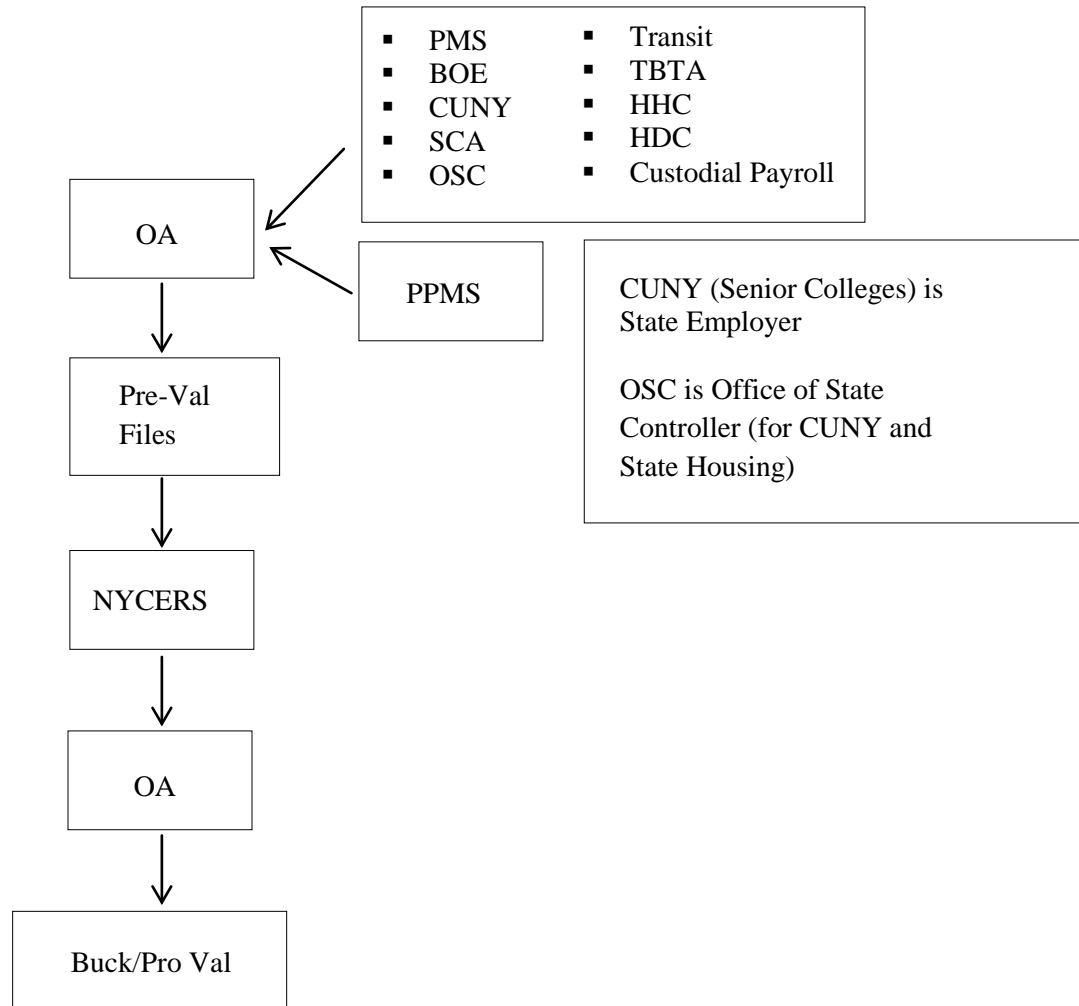 ▪ PMS
▪ BOE
▪ CUNY
▪ SCA
▪ OSC
▪ Transit
▪ TBTA
▪ HHC
▪ HDC
▪ Custodial Payroll
OA
PPMS
CUNY (Senior Colleges) is
State Employer
OSC is Office of State
Controller (for CUNY and
State Housing)
Pre-Val
Files
NYCERS
OA
Buck/Pro Val